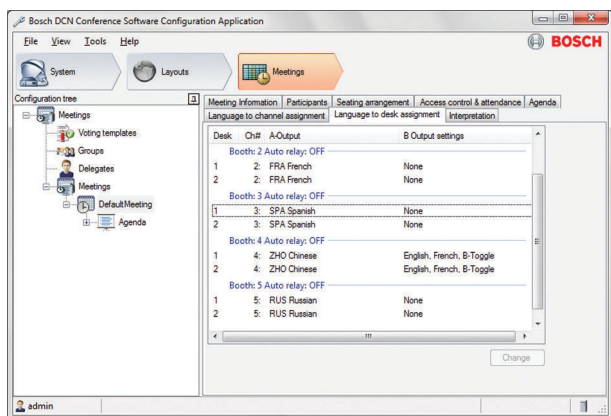 Bosch DCN Conference Software Configuration Application
File View Tools Help
BOSCH
System Layouts Meetings
Configuration tree
Meetings
Voting templates
Groups
Delegates
Meetings
DefaultMeeting
Agenda
Meeting Information Participants Seating arrangement Access control & attendance Agenda
Language to channel assignment Language to desk assignment Interpretation
Desk Ch# A-Output B Output settings
Booth: 2 Auto relay: OFF
1 2: FRA French None
2 2: FRA French None
Booth: 3 Auto relay: OFF
1 3: SPA Spanish None
2 3: SPA Spanish None
Booth: 4 Auto relay: OFF
1 4: ZHO Chinese English, French, B-Toggle
2 4: ZHO Chinese English, French, B-Toggle
Booth: 5 Auto relay: OFF
1 5: RUS Russian None
2 5: RUS Russian None
Change
admin